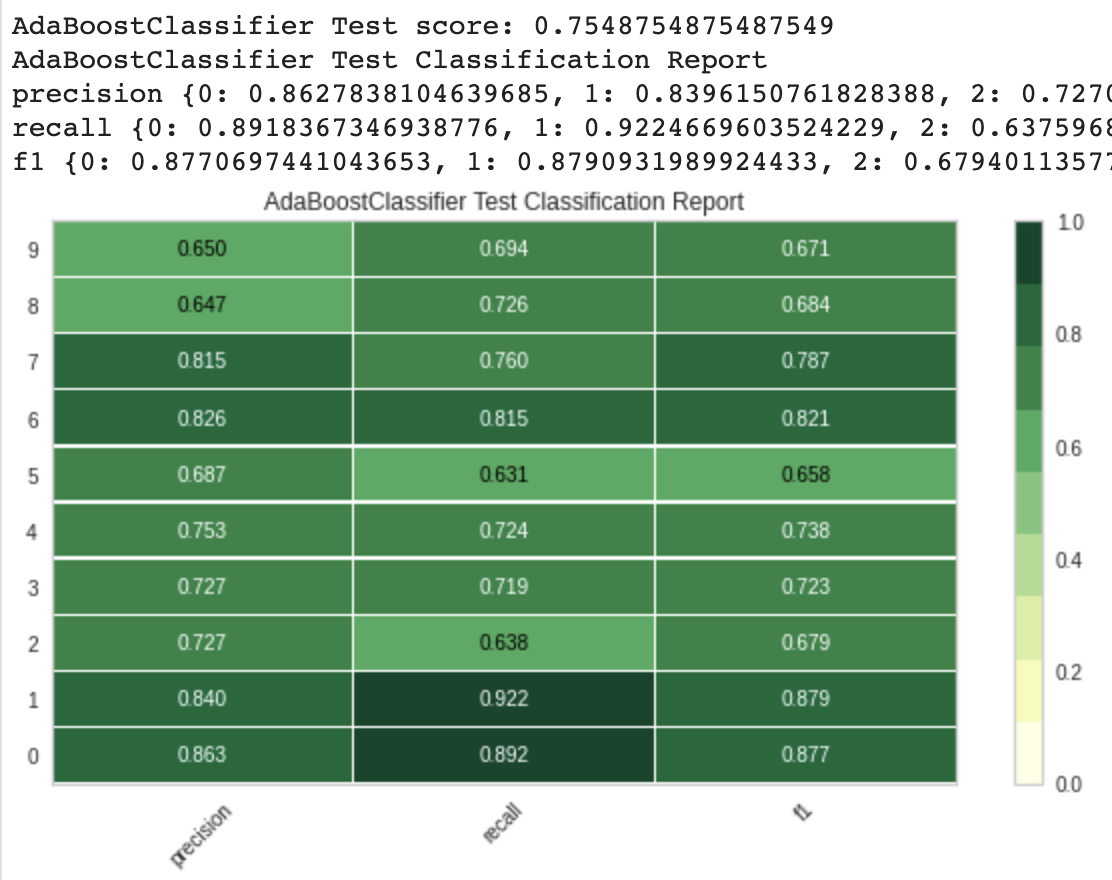 AdaBoostClassifier Test score: 0.7548754875487549
AdaBoostClassifier Test Classification Report
precision {0: 0.8627838104639685, 1: 0.8396150761828388, 2: 0.7270
recall {0: 0.8918367346938776, 1: 0.9224669603524229, 2: 0.6375968
f1 {0: 0.8770697441043653, 1: 0.8790931989924433, 2: 0.67940113577
AdaBoostClassifier Test Classification Report
9 0.650 0.694 0.671
8 0.647 0.726 0.684
7 0.815 0.760 0.787
6 0.826 0.815 0.821
5 0.687 0.631 0.658
4 0.753 0.724 0.738
3 0.727 0.719 0.723
2 0.727 0.638 0.679
1 0.840 0.922 0.879
0 0.863 0.892 0.877
precision recall f1
1.0
0.8
0.6
0.4
0.2
0.0